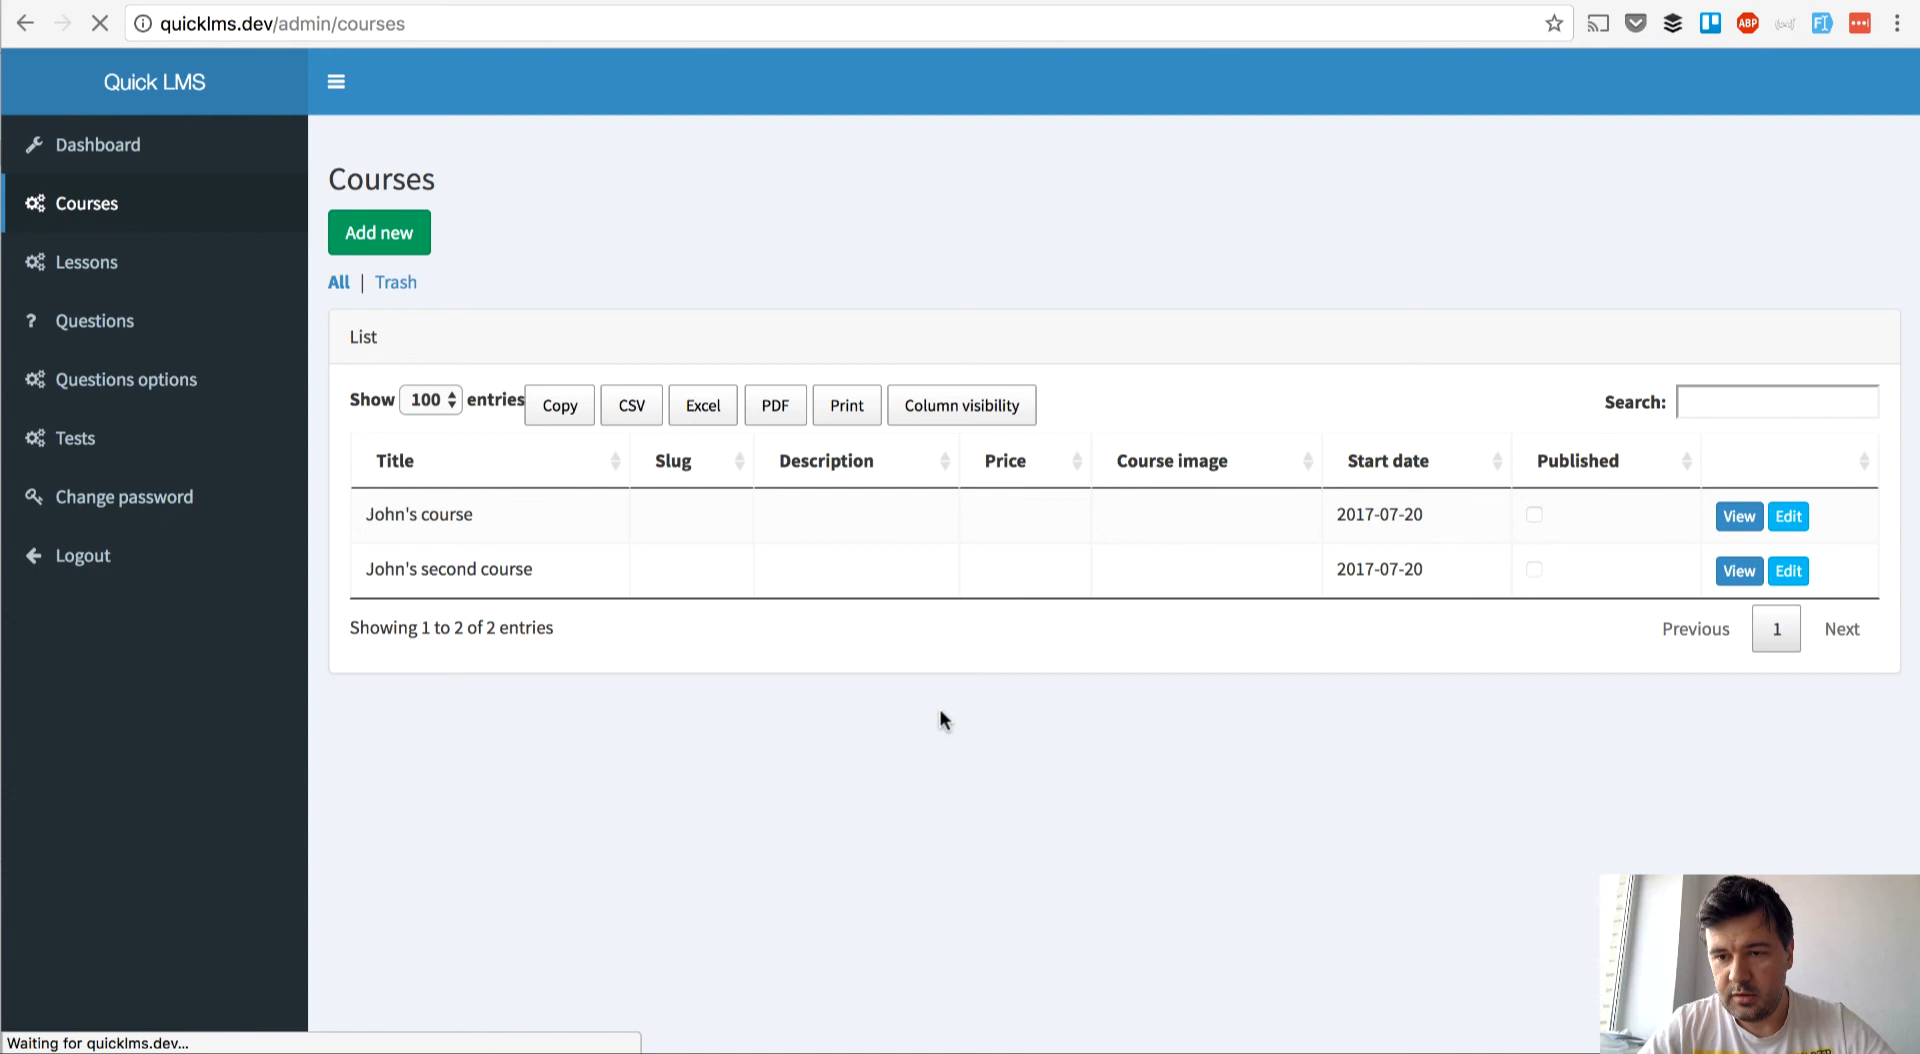 quicklms.dev/admin/courses
ABP
Quick LMS
Dashboard
Courses
Lessons
? Questions
Questions options
Tests
Change password
Logout
Courses
Add new
All | Trash
List
Show 100 entries Copy CSV Excel PDF Print Column visibility Search:
Title Slug Description Price Course image Start date Published
John's course 2017-07-20 View Edit
John's second course 2017-07-20 View Edit
Showing 1 to 2 of 2 entries Previous 1 Next
Waiting for quicklms.dev...